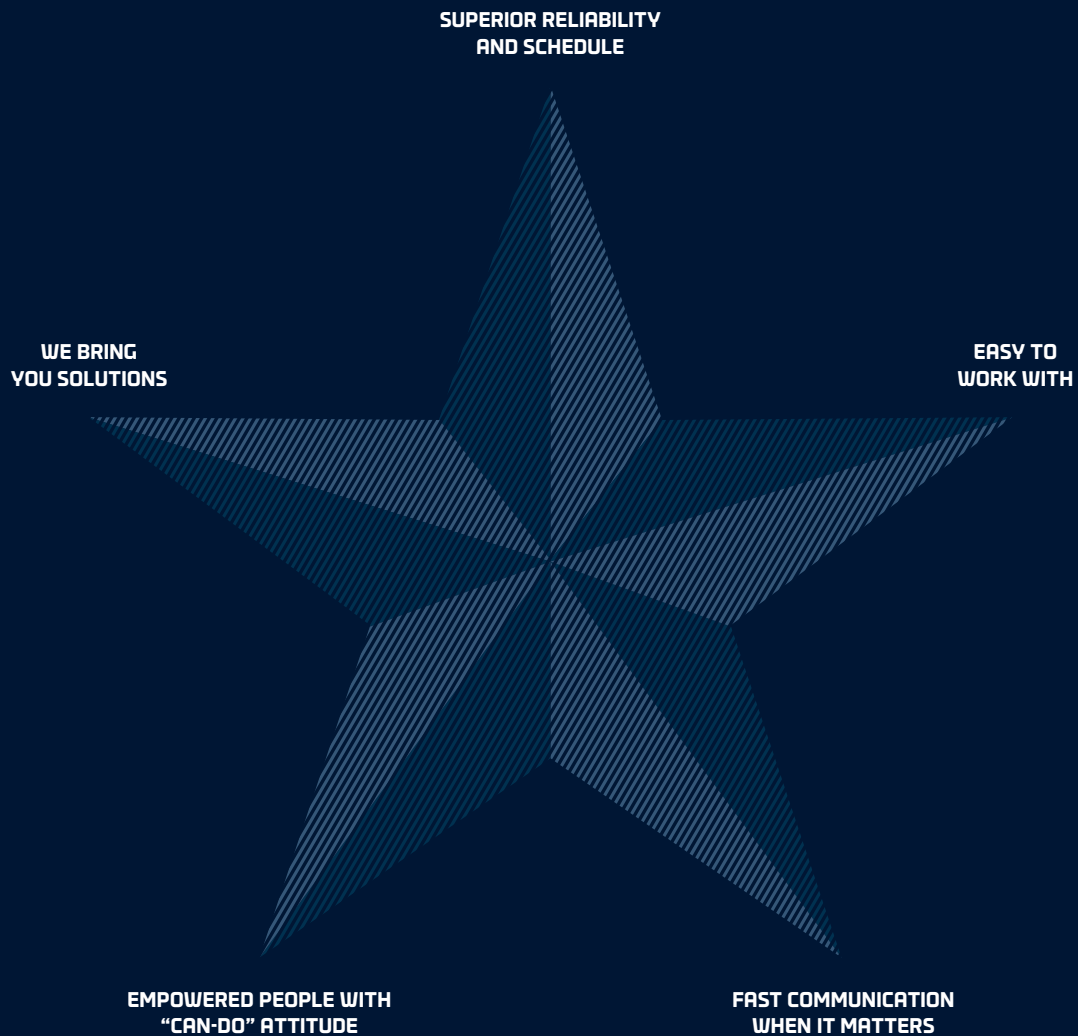 SUPERIOR RELIABILITY
AND SCHEDULE
WE BRING
YOU SOLUTIONS
EASY TO
WORK WITH
EMPOWERED PEOPLE WITH
“CAN-DO” ATTITUDE
FAST COMMUNICATION
WHEN IT MATTERS